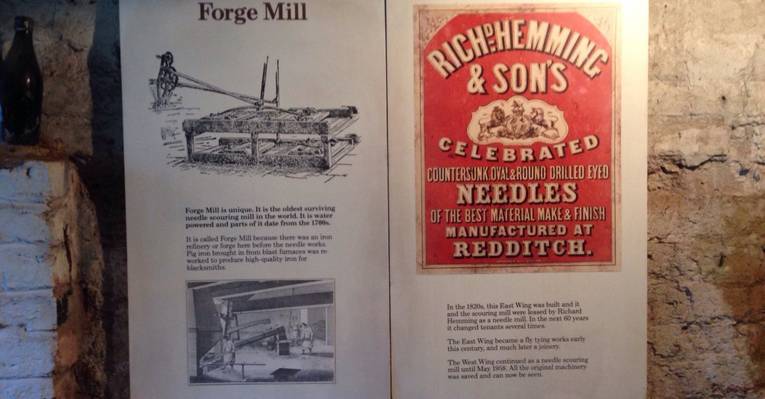 Forge Mill
Forge Mill is unique. It is the oldest surviving
needle scouring mill in the world. It is water
powered and parts of it date from the 1700s.
It is called Forge Mill because there was an iron
refinery or forge here before the needle works.
Pig iron brought in from blast furnaces was re-
worked to produce high-quality iron for
blacksmiths.
RICHD. HEMMING
& SON'S
CELEBRATED
COUNTERSUNK, OVAL & ROUND DRILLED EYED
NEEDLES
OF THE BEST MATERIAL MAKE & FINISH
MANUFACTURED AT
REDDITCH.
In the 1820s, this East Wing was built and it
and the scouring mill were leased by Richard
Hemming as a needle mill. In the next 60 years
it changed tenants several times.
The East Wing became a fly tying works early
this century, and much later a joinery.
The West Wing continued as a needle scouring
mill until May 1958. All the original machinery
was saved and can now be seen.